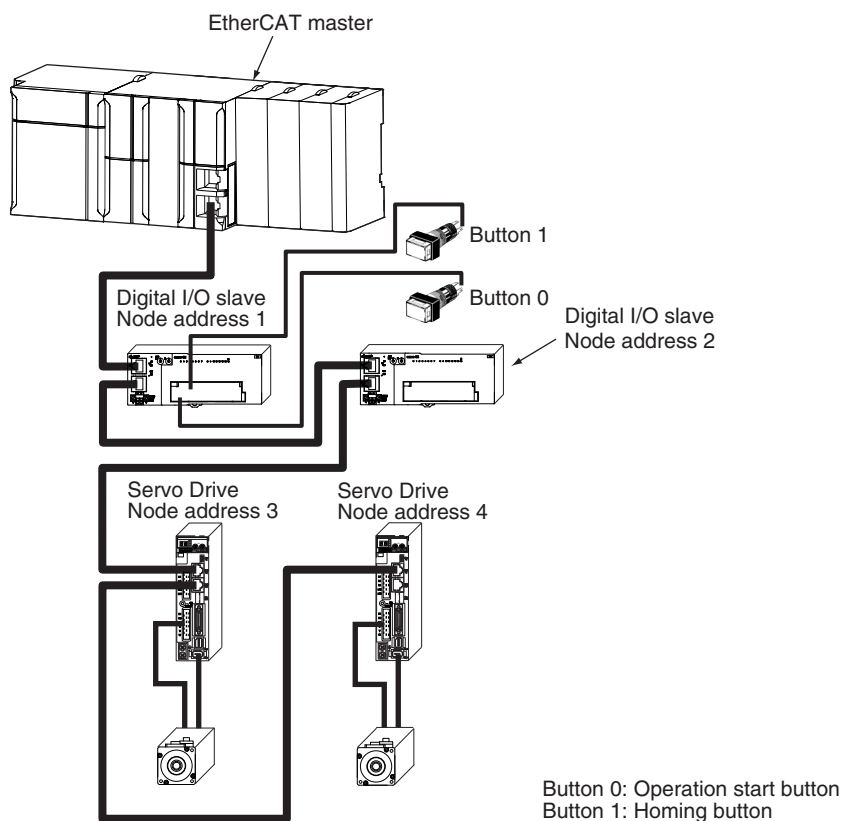 EtherCAT master
Button 1
Button 0
Digital I/O slave
Node address 1
Digital I/O slave
Node address 2
Servo Drive
Node address 3
Servo Drive
Node address 4
Button 0: Operation start button
Button 1: Homing button